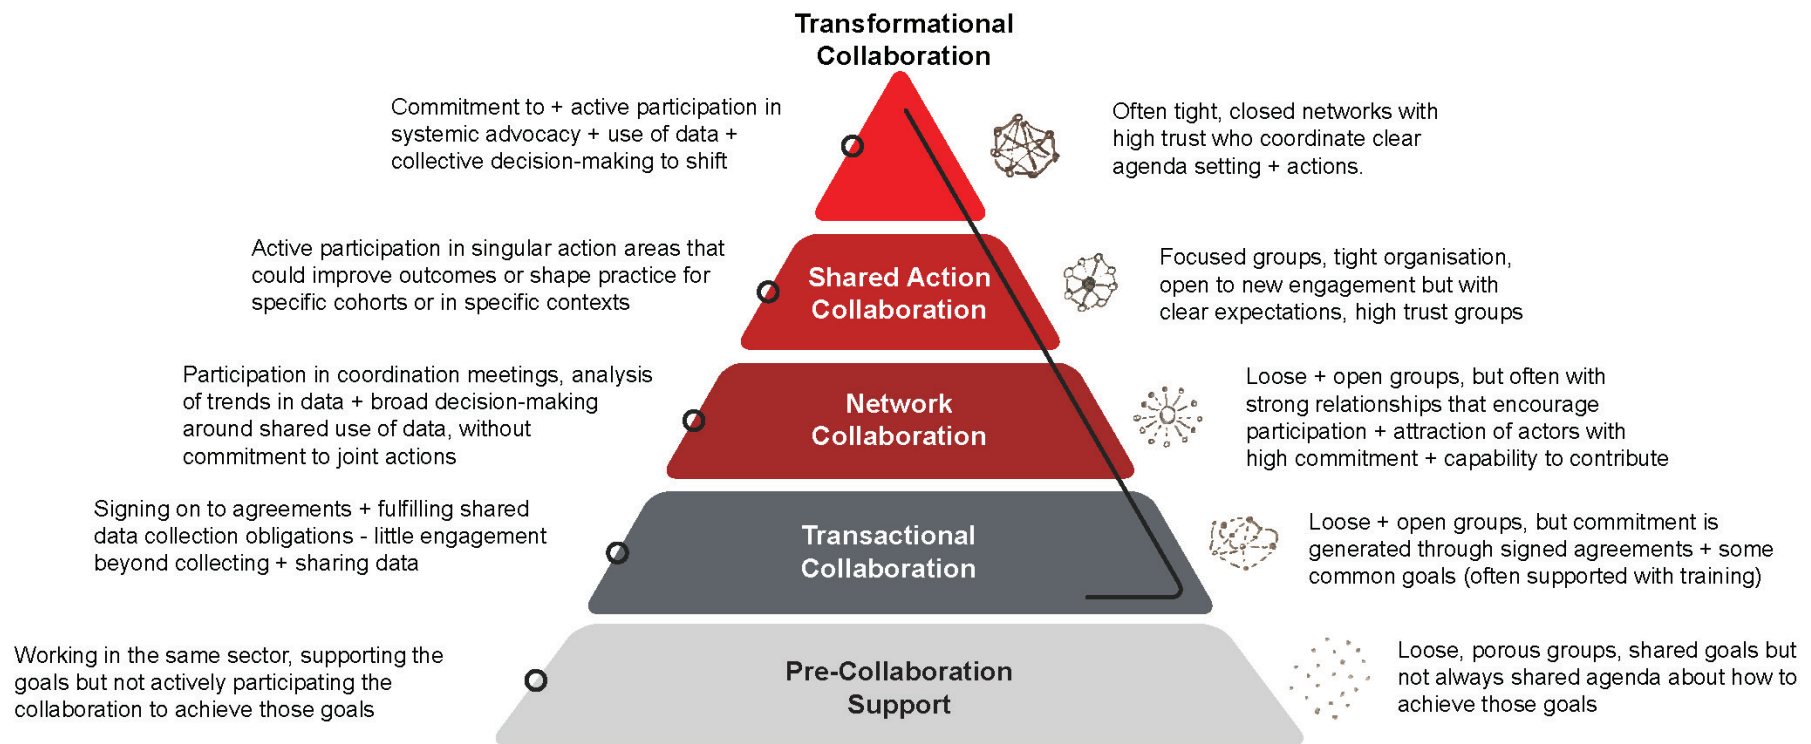 Transformational
Collaboration
Commitment to + active participation in
systemic advocacy + use of data +
collective decision-making to shift
Often tight, closed networks with
high trust who coordinate clear
agenda setting + actions.
Active participation in singular action areas that
could improve outcomes or shape practice for
specific cohorts or in specific contexts
Shared Action
Collaboration
Focused groups, tight organisation,
open to new engagement but with
clear expectations, high trust groups
Participation in coordination meetings, analysis
of trends in data + broad decision-making
around shared use of data, without
commitment to joint actions
Network
Collaboration
Loose + open groups, but often with
strong relationships that encourage
participation + attraction of actors with
high commitment + capability to contribute
Signing on to agreements + fulfilling shared
data collection obligations - little engagement
beyond collecting + sharing data
Transactional
Collaboration
Loose + open groups, but commitment is
generated through signed agreements + some
common goals (often supported with training)
Working in the same sector, supporting the
goals but not actively participating the
collaboration to achieve those goals
Pre-Collaboration
Support
Loose, porous groups, shared goals but
not always shared agenda about how to
achieve those goals